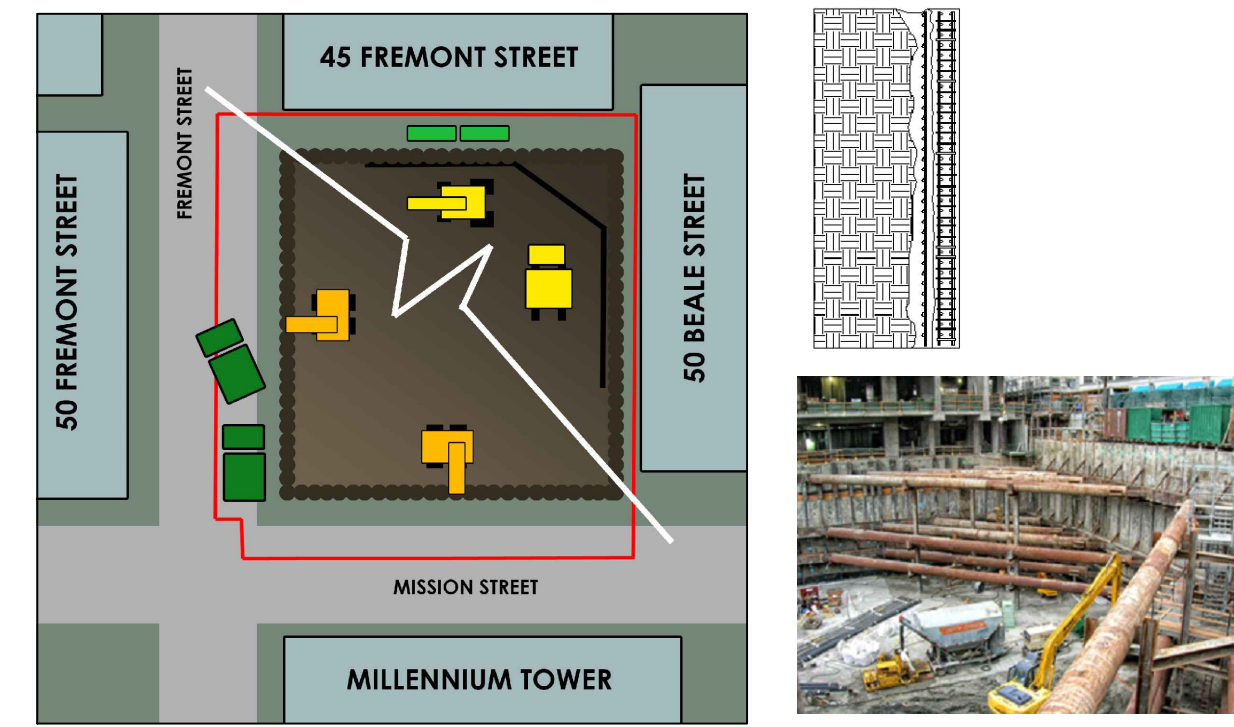 45 FREMONT STREET
FREMONT STREET
50 FREMONT STREET
50 BEALE STREET
MISSION STREET
MILLENNIUM TOWER